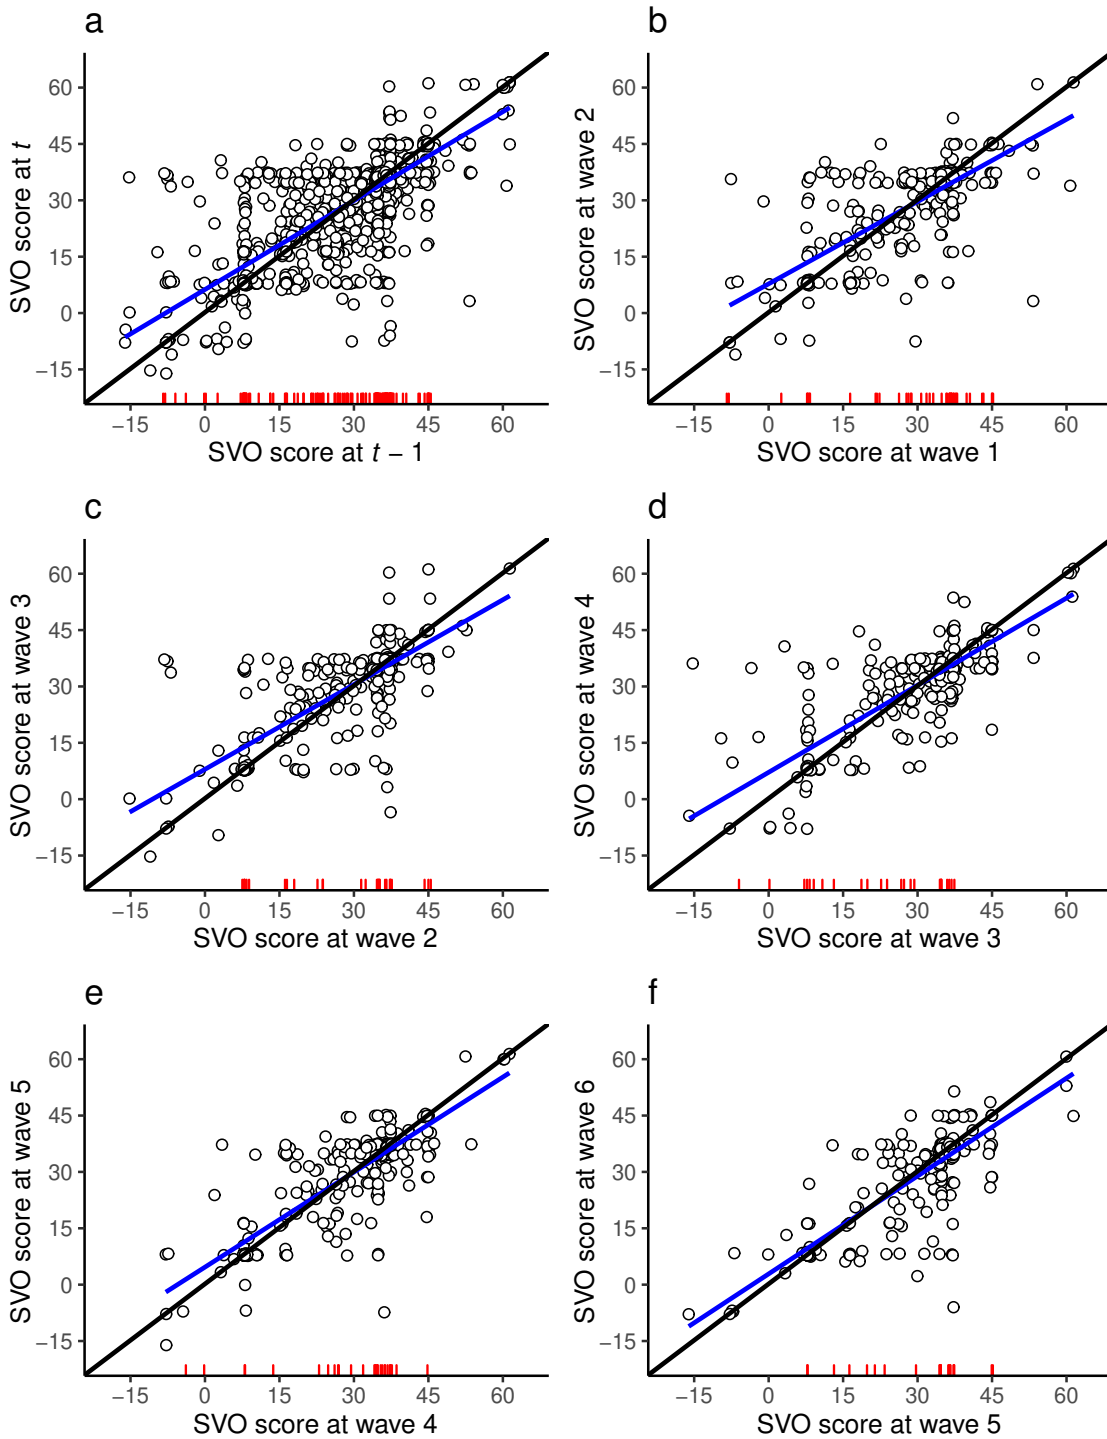 a
SVO score at t
60
45
30
15
0
−15
−15 0 15 30 45 60
SVO score at t − 1
b
SVO score at wave 2
60
45
30
15
0
−15
−15 0 15 30 45 60
SVO score at wave 1
c
SVO score at wave 3
60
45
30
15
0
−15
−15 0 15 30 45 60
SVO score at wave 2
d
SVO score at wave 4
60
45
30
15
0
−15
−15 0 15 30 45 60
SVO score at wave 3
e
SVO score at wave 5
60
45
30
15
0
−15
−15 0 15 30 45 60
SVO score at wave 4
f
SVO score at wave 6
60
45
30
15
0
−15
−15 0 15 30 45 60
SVO score at wave 5